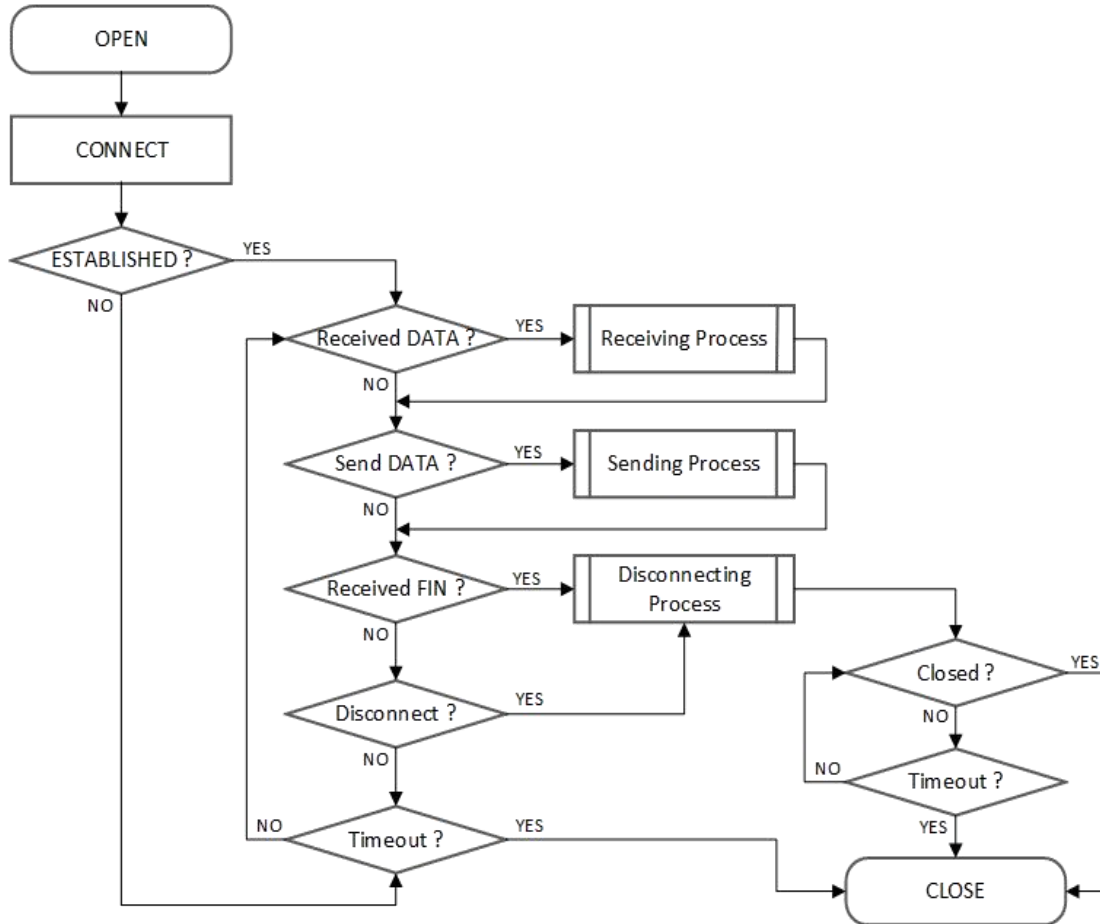 OPEN
CONNECT
ESTABLISHED ?
YES
NO
Received DATA ?
YES
Receiving Process
NO
Send DATA ?
YES
Sending Process
NO
Received FIN ?
YES
Disconnecting
Process
NO
Closed ?
YES
Disconnect ?
YES
NO
NO
Timeout ?
NO
NO
Timeout ?
YES
YES
CLOSE